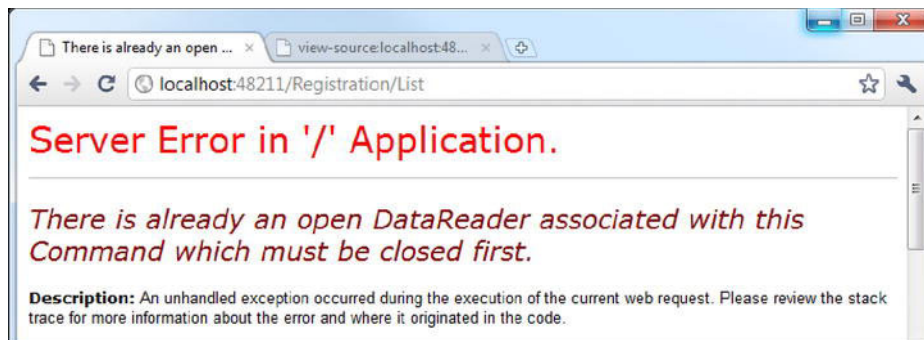 There is already an open ...
view-source:localhost:48...
localhost:48211/Registration/List
Server Error in '/' Application.
There is already an open DataReader associated with this
Command which must be closed first.
Description: An unhandled exception occurred during the execution of the current web request. Please review the stack
trace for more information about the error and where it originated in the code.